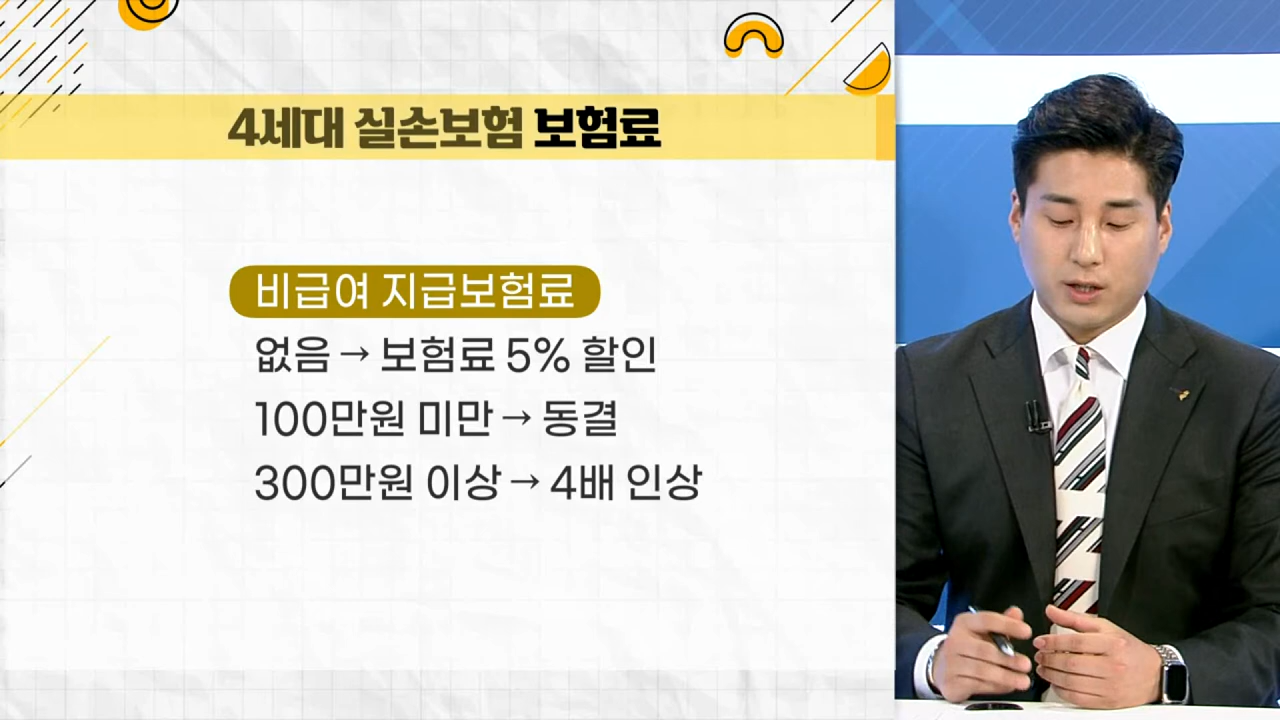 4세대 실손보험 보험료
비급여 지급보험료
없음 → 보험료 5% 할인
100만원 미만 → 동결
300만원 이상 → 4배 인상